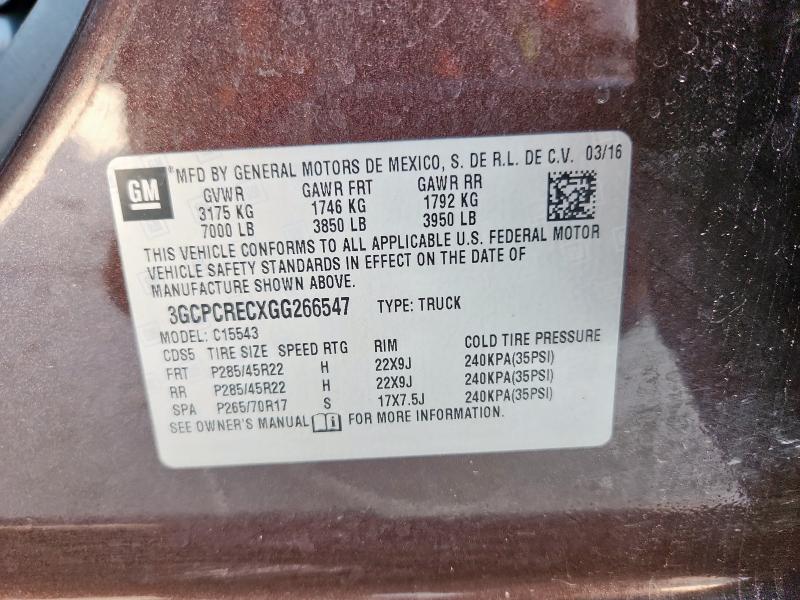 GM
®MFD BY GENERAL MOTORS DE MEXICO, S. DE R.L. DE C.V. 03/16
GVWR GAWR FRT GAWR RR
3175 KG 1746 KG 1792 KG
7000 LB 3850 LB 3950 LB
THIS VEHICLE CONFORMS TO ALL APPLICABLE U.S. FEDERAL MOTOR
VEHICLE SAFETY STANDARDS IN EFFECT ON THE DATE OF
MANUFACTURE SHOWN ABOVE.
3GCPCRECXGG266547 TYPE: TRUCK
MODEL: C15543
CDS5 TIRE SIZE SPEED RTG RIM COLD TIRE PRESSURE
FRT P285/45R22 H 22X9J 240KPA(35PSI)
RR P285/45R22 H 22X9J 240KPA(35PSI)
SPA P265/70R17 S 17X7.5J 240KPA(35PSI)
SEE OWNER'S MANUAL FOR MORE INFORMATION.